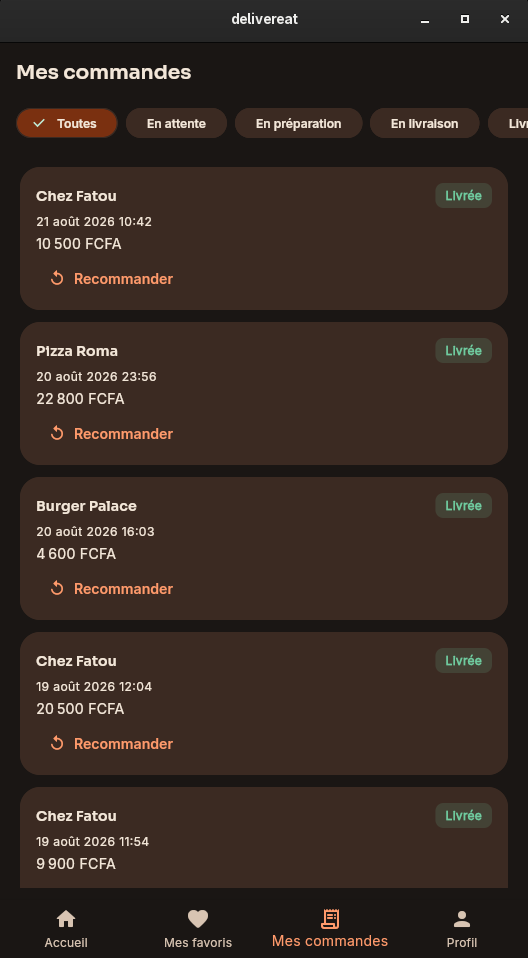 delivereat
Mes commandes
Toutes
En attente
En préparation
En livraison
Chez Fatou
Livrée
21 août 2026 10:42
10 500 FCFA
Recommander
Pizza Roma
Livrée
20 août 2026 23:56
22 800 FCFA
Recommander
Burger Palace
Livrée
20 août 2026 16:03
4 600 FCFA
Recommander
Chez Fatou
Livrée
19 août 2026 12:04
20 500 FCFA
Recommander
Chez Fatou
Livrée
19 août 2026 11:54
9 900 FCFA
Accueil
Mes favoris
Mes commandes
Profil